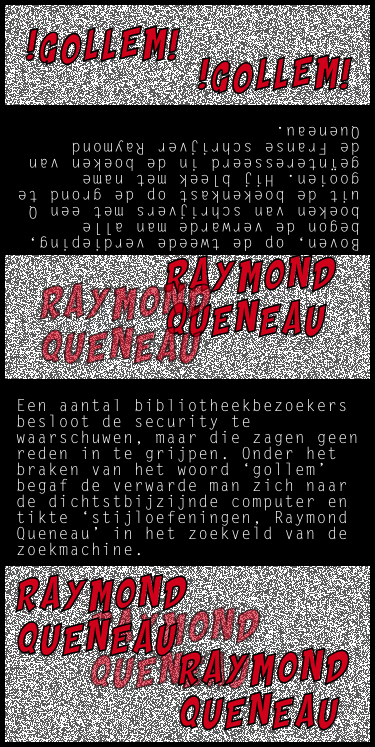 !GOLLEM!
!GOLLEM!
Boven, op de tweede verdieping,
begon de verwarde man alle
boeken van schrijvers met een Q
uit de boekenkast op de grond te
gooien. Hij bleek met name
geïnteresseerd in de boeken van
de Franse schrijver Raymond
Queneau.
RAYMOND
QUENEAU
RAYMOND
QUENEAU
Een aantal bibliotheekbezoekers
besloot de security te
waarschuwen, maar die zagen geen
reden in te grijpen. Onder het
braken van het woord ‘gollem’
begaf de verwarde man zich naar
de dichtstbijzijnde computer en
tikte ‘stijloefeningen, Raymond
Queneau’ in het zoekveld van de
zoekmachine.
RAYMOND
QUENEAU
RAYMOND
QUENEAU
RAYMOND
QUENEAU